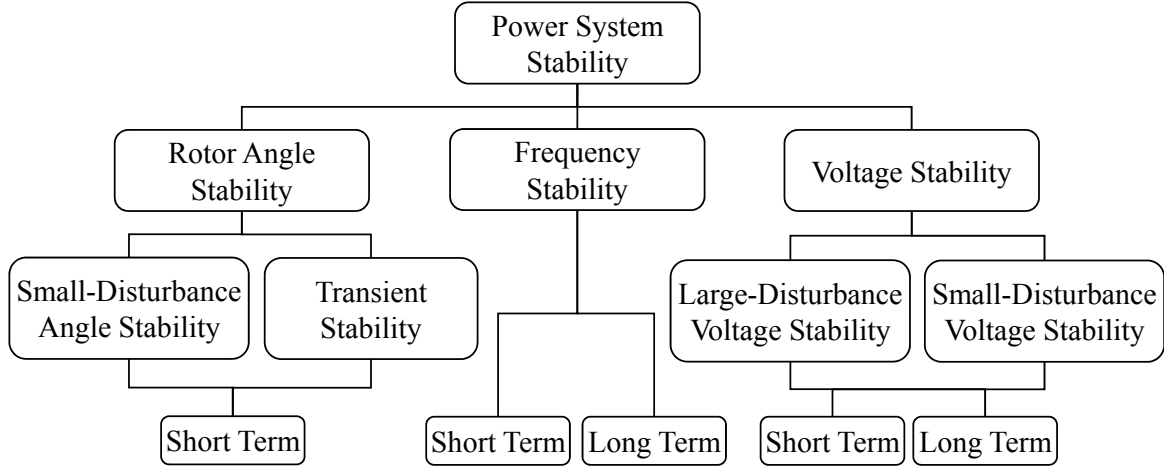 Power System
Stability
Rotor Angle
Stability
Frequency
Stability
Voltage Stability
Small-Disturbance
Angle Stability
Transient
Stability
Large-Disturbance
Voltage Stability
Small-Disturbance
Voltage Stability
Short Term
Short Term
Long Term
Short Term
Long Term